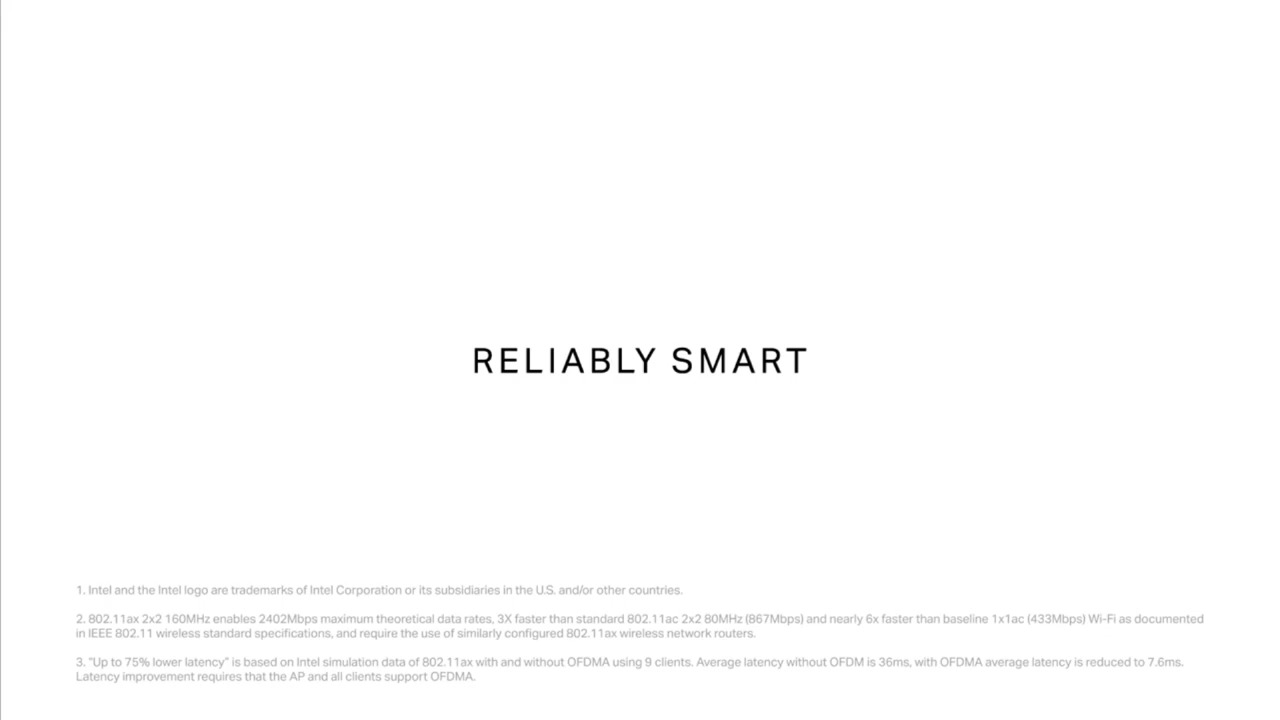 RELIABLY SMART
1. Intel and the Intel logo are trademarks of Intel Corporation or its subsidiaries in the U.S. and/or other countries.
2. 802.11ax 2x2 160MHz enables 2402Mbps maximum theoretical data rates, 3X faster than standard 802.11ac 2x2 80MHz (867Mbps) and nearly 6x faster than baseline 1x1ac (433Mbps) Wi-Fi as documented
in IEEE 802.11 wireless standard specifications, and require the use of similarly configured 802.11ax wireless network routers.
3. "Up to 75% lower latency" is based on Intel simulation data of 802.11ax with and without OFDMA using 9 clients. Average latency without OFDM is 36ms, with OFDMA average latency is reduced to 7.6ms.
Latency improvement requires that the AP and all clients support OFDMA.